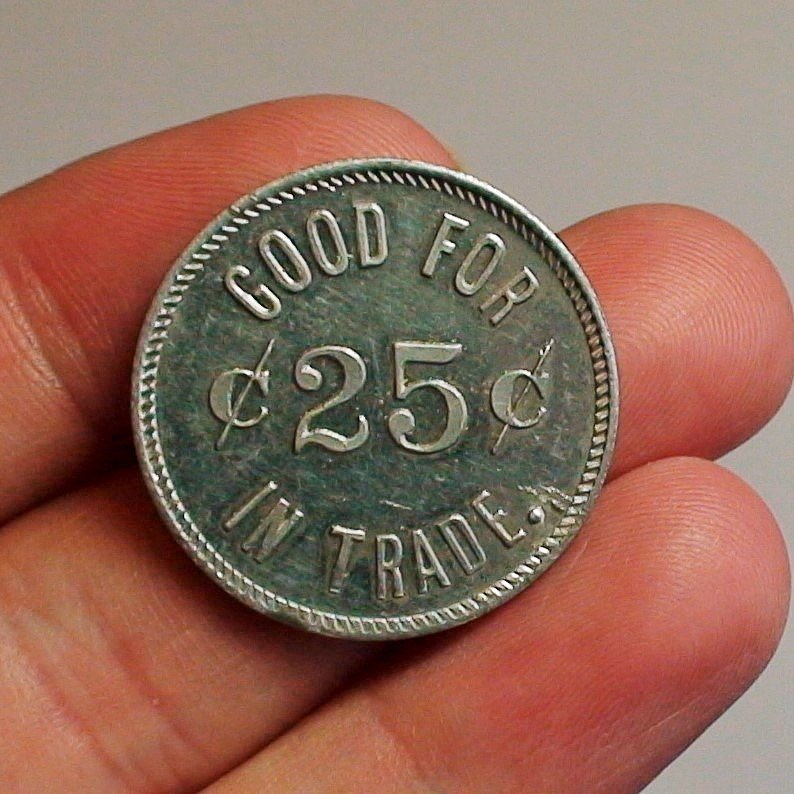 GOOD FOR
¢ 25 ¢
IN TRADE.